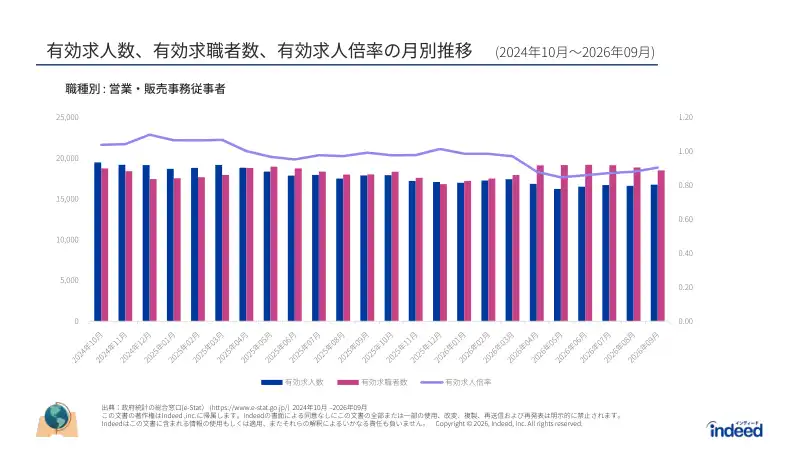 有効求人数、有効求職者数、有効求人倍率の月別推移 (2024年10月～2026年09月)
職種別 : 営業・販売事務従事者
25,000
20,000
15,000
10,000
5,000
0
1.20
1.00
0.80
0.60
0.40
0.20
0.00
2024年10月
2024年11月
2024年12月
2025年01月
2025年02月
2025年03月
2025年04月
2025年05月
2025年06月
2025年07月
2025年08月
2025年09月
2025年10月
2025年11月
2025年12月
2026年01月
2026年02月
2026年03月
2026年04月
2026年05月
2026年06月
2026年07月
2026年08月
2026年09月
有効求人数 有効求職者数 有効求人倍率
出典：政府統計の総合窓口(e-Stat) (https://www.e-stat.go.jp/) 2024年10月 –2026年09月
この文書の著作権はIndeed ,Inc.に帰属します。Indeedの書面による同意なしにこの文書の全部または一部の使用、改変、複製、再送信および再発表は明示的に禁止されます。
Indeedはこの文書に含まれる情報の使用もしくは適用、またそれらの解釈によるいかなる責任も負いません。 Copyright © 2026, Indeed, Inc. All rights reserved.
インディード
indeed